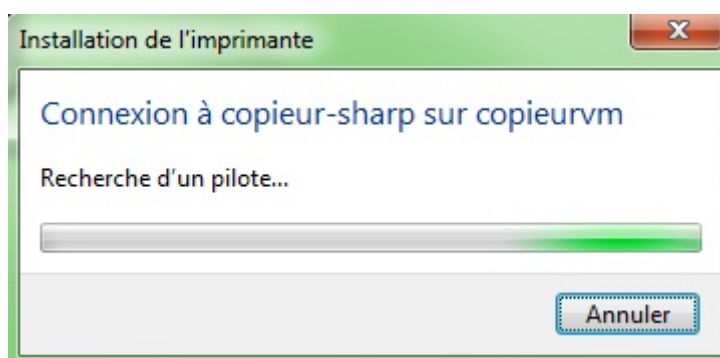 Installation de l'imprimante
Connexion à copieur-sharp sur copieurvm
Recherche d'un pilote...
Annuler